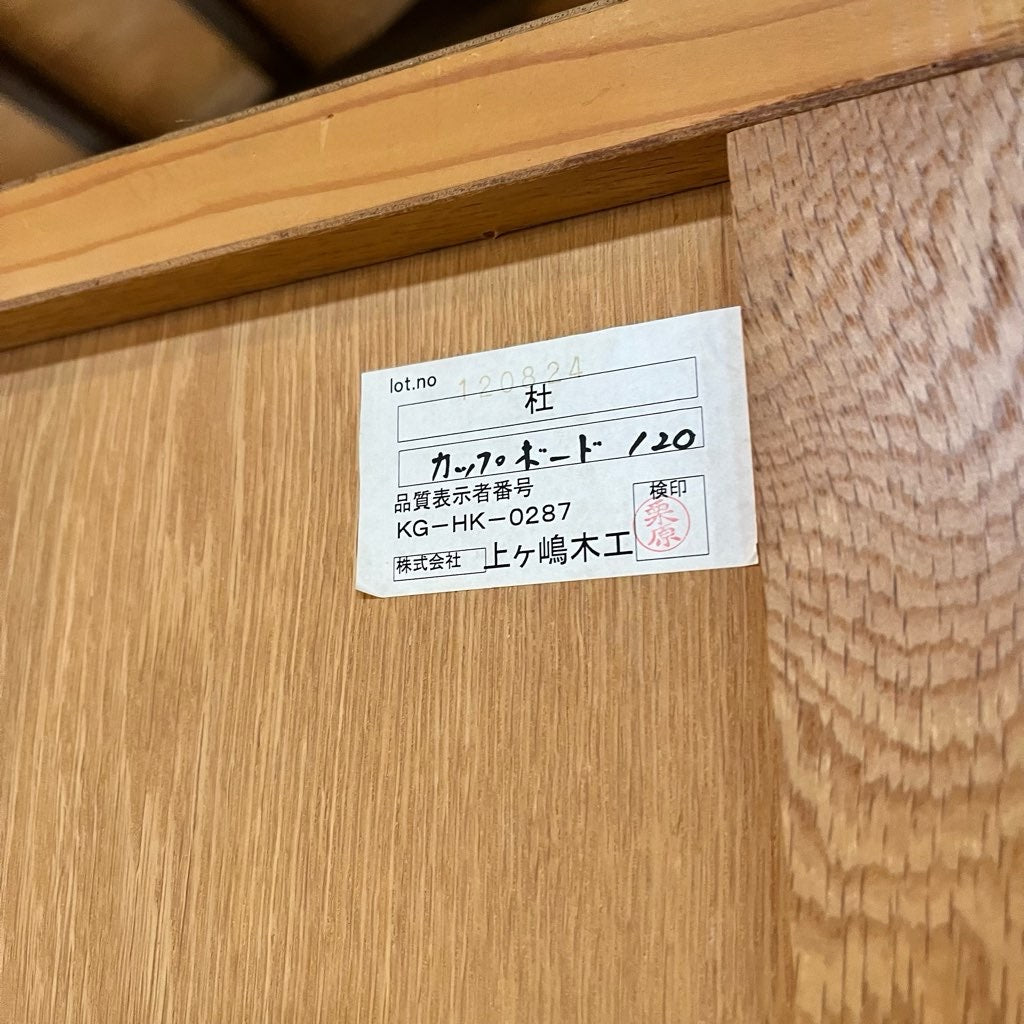 lot.no 120824
杜
カップボード 120
品質表示者番号
KG-HK-0287
株式会社 上ヶ嶋木工
検印
栗原